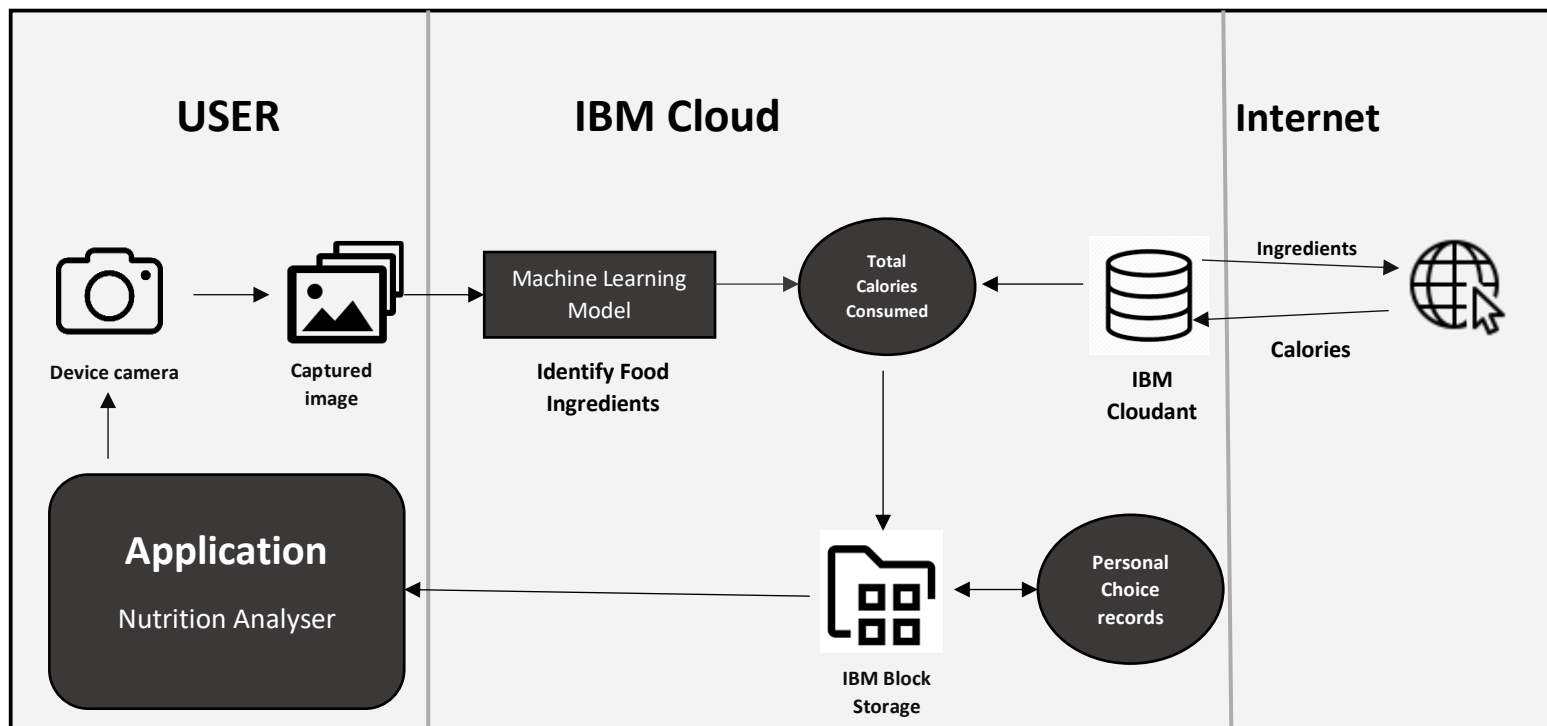 USER
IBM Cloud
Internet
Device camera
Captured
image
Machine Learning
Model
Identify Food
Ingredients
Total
Calories
Consumed
IBM
Cloudant
Ingredients
Calories
Application
Nutrition Analyser
IBM Block
Storage
Personal
Choice
records